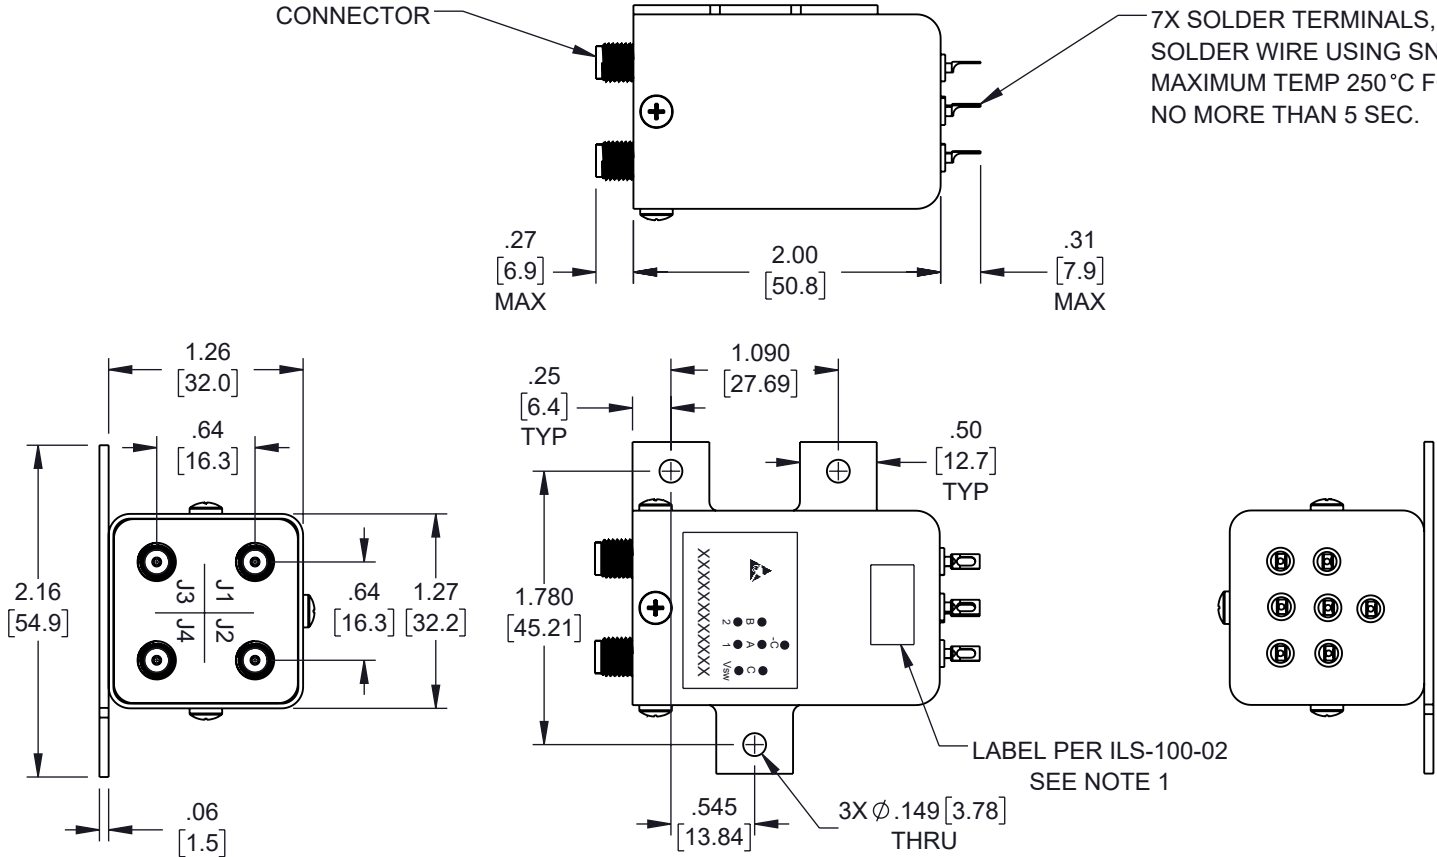 CONNECTOR
7X SOLDER TERMINALS,
SOLDER WIRE USING SN
MAXIMUM TEMP 250°C F
NO MORE THAN 5 SEC.
.27
[6.9]
MAX
2.00
[50.8]
.31
[7.9]
MAX
1.26
[32.0]
.64
[16.3]
2.16
[54.9]
J3 J1
J4 J2
.64
[16.3]
1.27
[32.2]
.06
[1.5]
.25
[6.4]
TYP
1.090
[27.69]
.50
[12.7]
TYP
1.780
[45.21]
XXXXXXXXXXXXX
2 B
1 A -C
Vsw C
LABEL PER ILS-100-02
SEE NOTE 1
.545
[13.84]
3X Ø .149 [3.78]
THRU